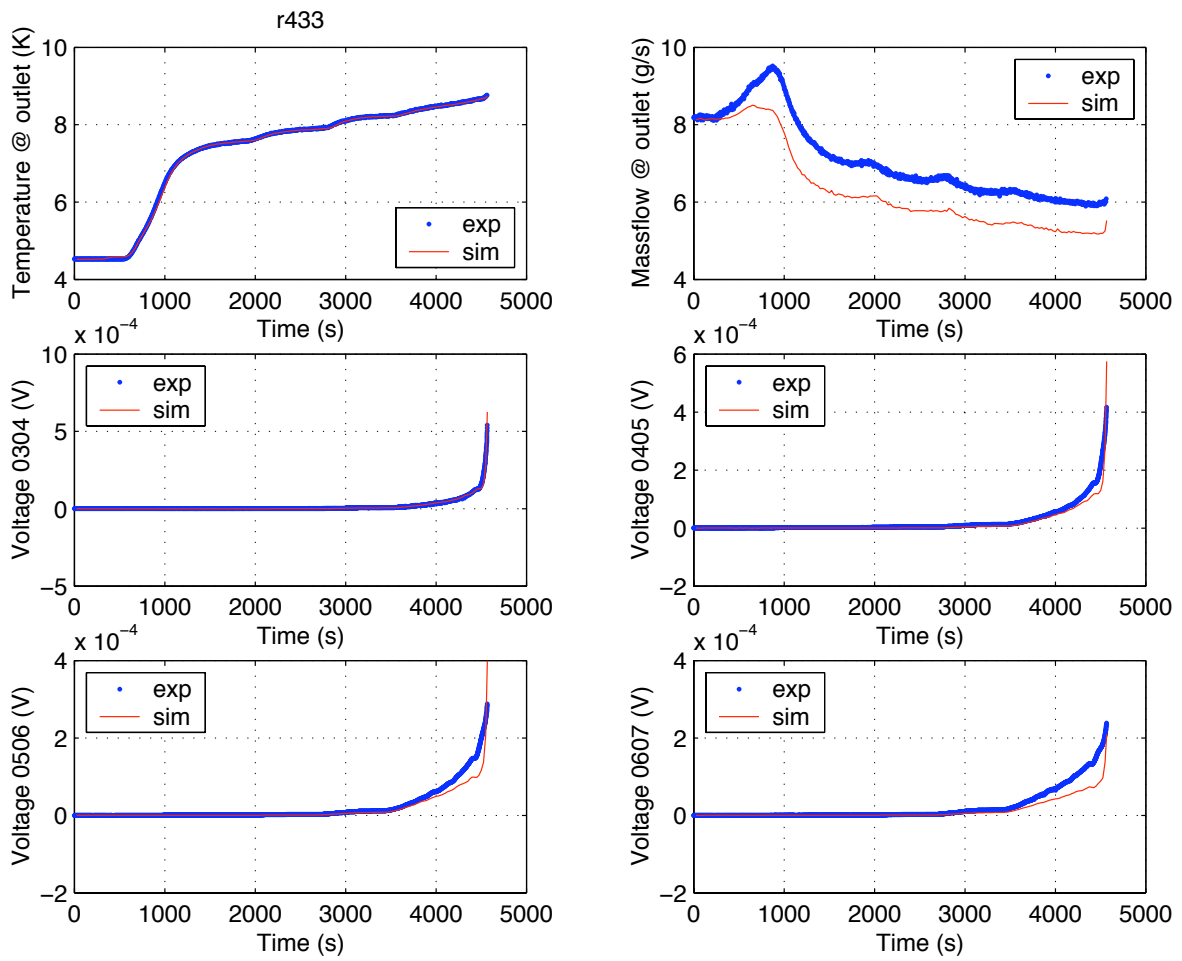 r433
Temperature @ outlet (K)
10
8
6
4
0 1000 2000 3000 4000 5000
Time (s)
exp
sim
Massflow @ outlet (g/s)
10
8
6
4
0 1000 2000 3000 4000 5000
Time (s)
exp
sim
x 10⁻⁴
Voltage 0304 (V)
10
5
0
−5
0 1000 2000 3000 4000 5000
Time (s)
exp
sim
x 10⁻⁴
Voltage 0405 (V)
6
4
2
0
−2
0 1000 2000 3000 4000 5000
Time (s)
exp
sim
x 10⁻⁴
Voltage 0506 (V)
4
2
0
−2
0 1000 2000 3000 4000 5000
Time (s)
exp
sim
x 10⁻⁴
Voltage 0607 (V)
4
2
0
−2
0 1000 2000 3000 4000 5000
Time (s)
exp
sim